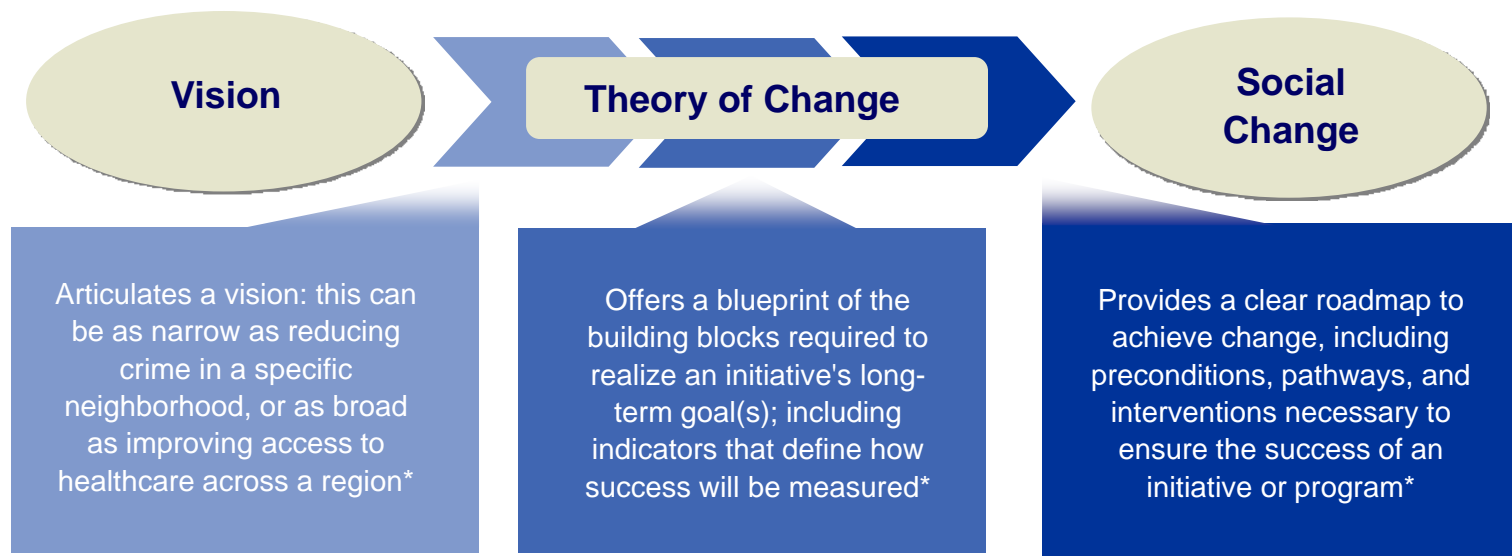 Vision
Theory of Change
Social
Change
Articulates a vision: this can
be as narrow as reducing
crime in a specific
neighborhood, or as broad
as improving access to
healthcare across a region*
Offers a blueprint of the
building blocks required to
realize an initiative's long-
term goal(s); including
indicators that define how
success will be measured*
Provides a clear roadmap to
achieve change, including
preconditions, pathways, and
interventions necessary to
ensure the success of an
initiative or program*